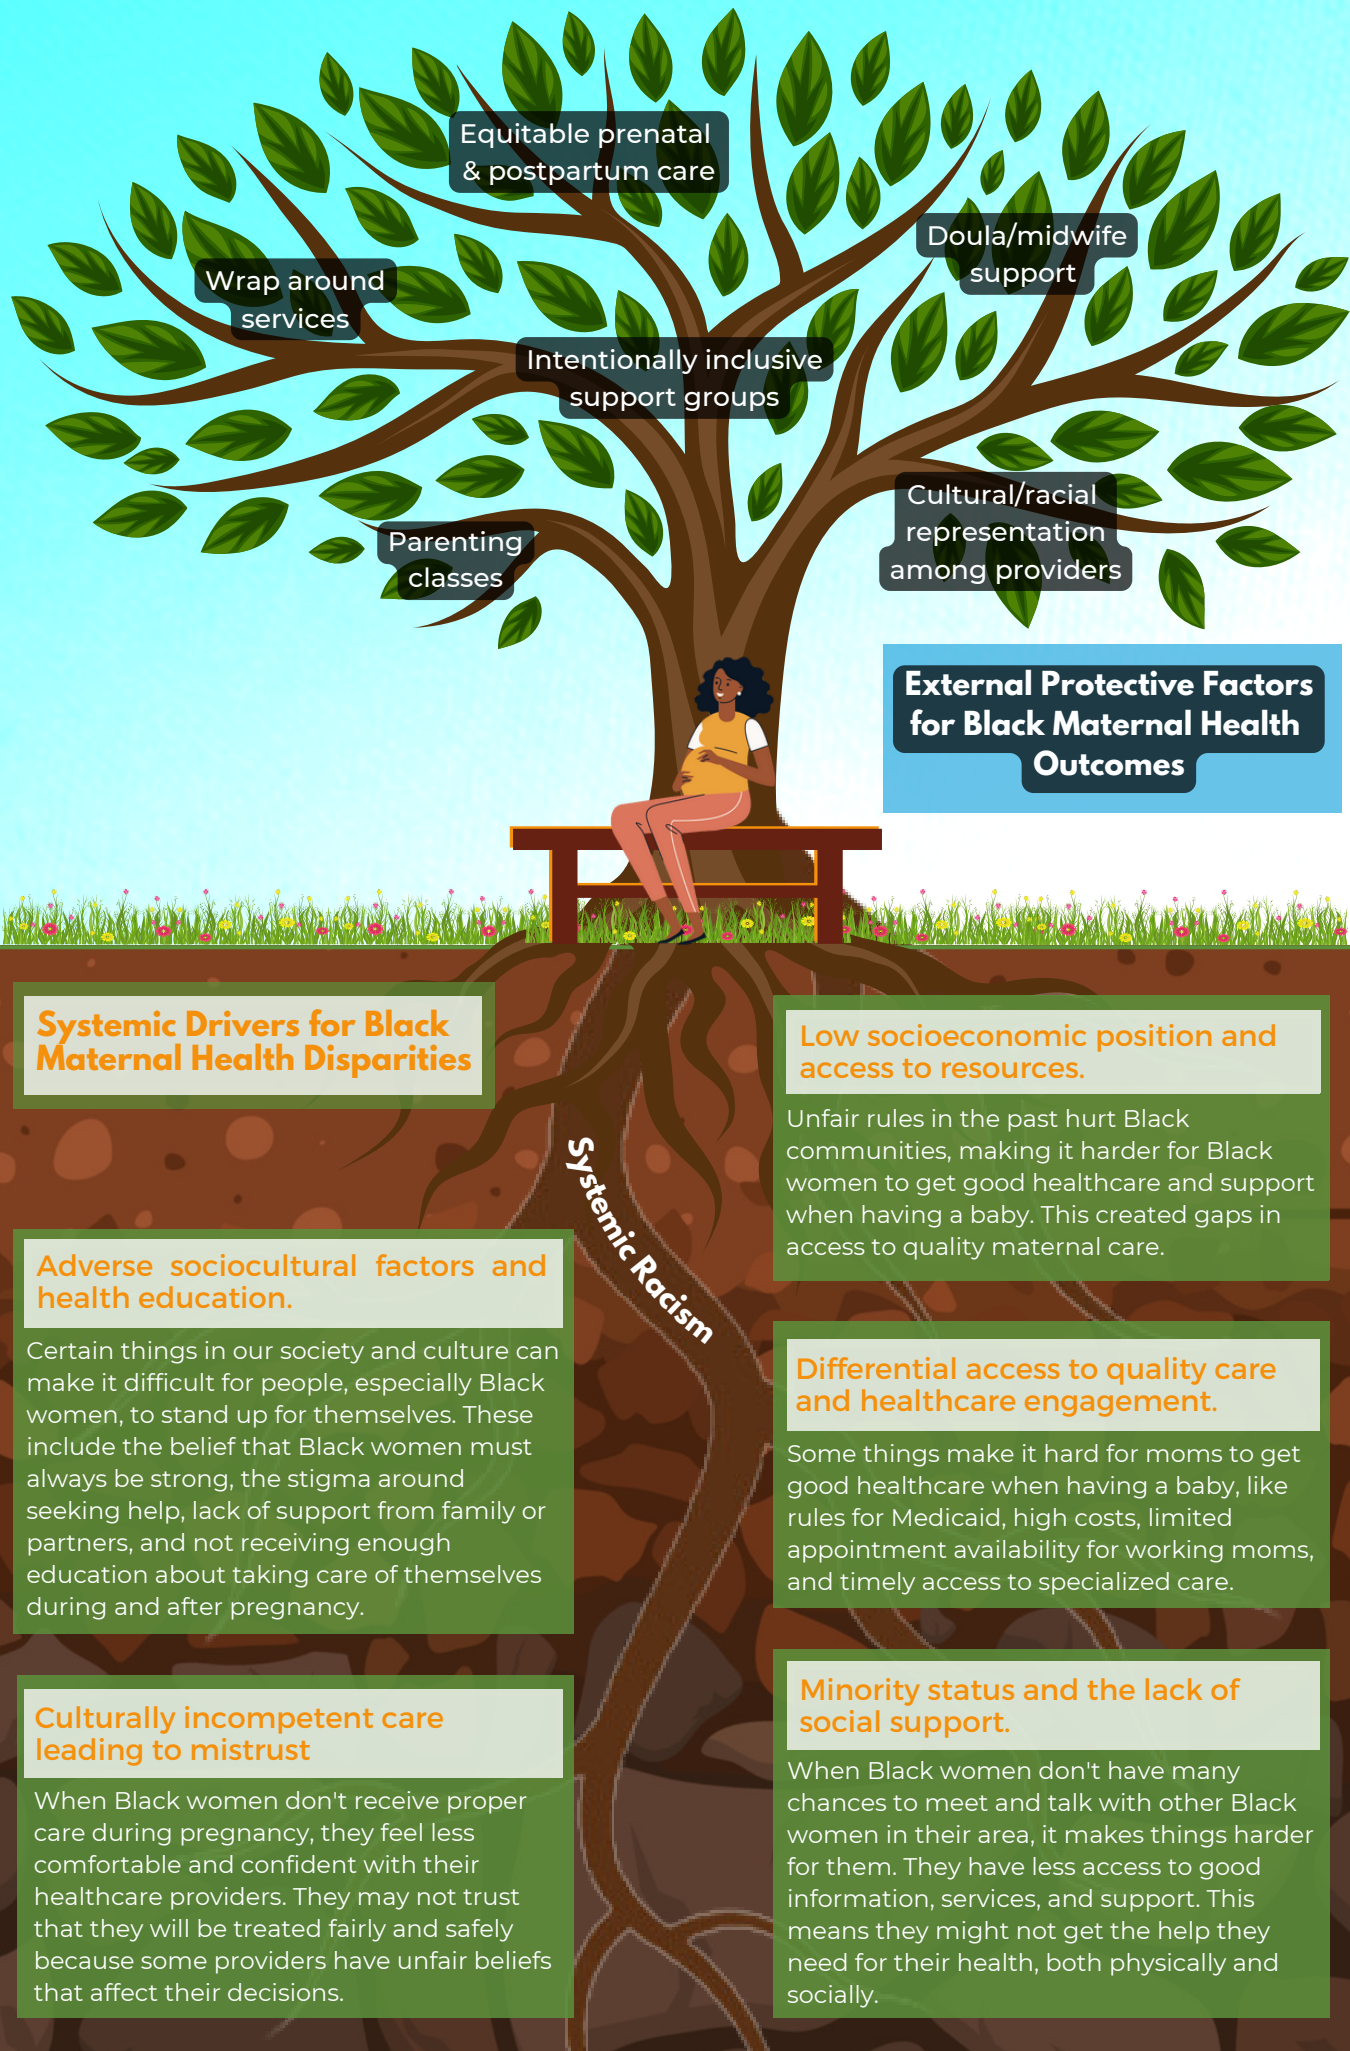 Equitable prenatal
& postpartum care
Doula/midwife
support
Wrap around
services
Intentionally inclusive
support groups
Cultural/racial
representation
among providers
Parenting
classes
External Protective Factors
for Black Maternal Health
Outcomes
Systemic Drivers for Black
Maternal Health Disparities
Systemic Racism
Adverse sociocultural factors and
health education.
Certain things in our society and culture can
make it difficult for people, especially Black
women, to stand up for themselves. These
include the belief that Black women must
always be strong, the stigma around
seeking help, lack of support from family or
partners, and not receiving enough
education about taking care of themselves
during and after pregnancy.
Culturally incompetent care
leading to mistrust
When Black women don't receive proper
care during pregnancy, they feel less
comfortable and confident with their
healthcare providers. They may not trust
that they will be treated fairly and safely
because some providers have unfair beliefs
that affect their decisions.
Low socioeconomic position and
access to resources.
Unfair rules in the past hurt Black
communities, making it harder for Black
women to get good healthcare and support
when having a baby. This created gaps in
access to quality maternal care.
Differential access to quality care
and healthcare engagement.
Some things make it hard for moms to get
good healthcare when having a baby, like
rules for Medicaid, high costs, limited
appointment availability for working moms,
and timely access to specialized care.
Minority status and the lack of
social support.
When Black women don't have many
chances to meet and talk with other Black
women in their area, it makes things harder
for them. They have less access to good
information, services, and support. This
means they might not get the help they
need for their health, both physically and
socially.